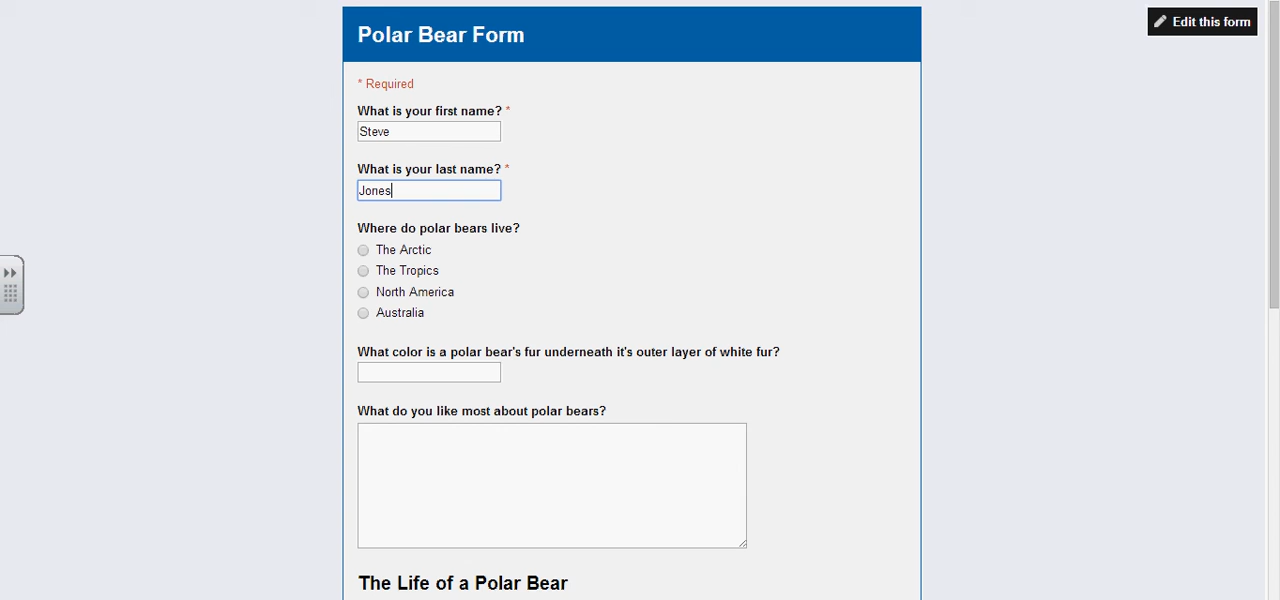 Polar Bear Form
Edit this form
* Required
What is your first name? *
Steve
What is your last name? *
Jones
Where do polar bears live?
The Arctic
The Tropics
North America
Australia
What color is a polar bear's fur underneath it's outer layer of white fur?
What do you like most about polar bears?
The Life of a Polar Bear